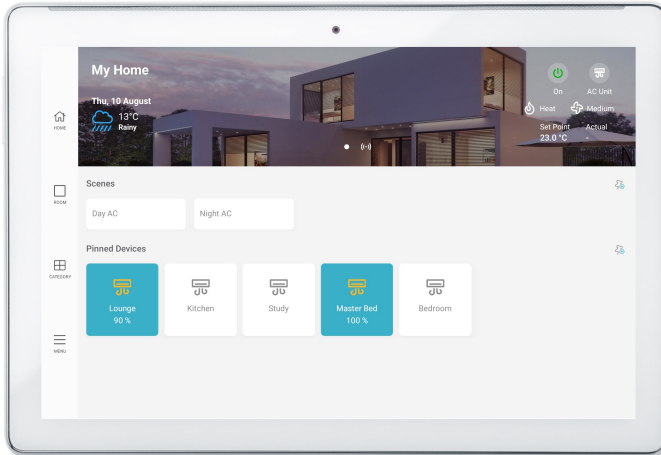 My Home
Thu, 10 August
13°C
Rainy
On
AC Unit
Heat
Medium
Set Point
Actual
23.0 °C
-
HOME
ROOM
CATEGORY
MENU
Scenes
Day AC
Night AC
Pinned Devices
Lounge
90 %
Kitchen
Study
Master Bed
100 %
Bedroom